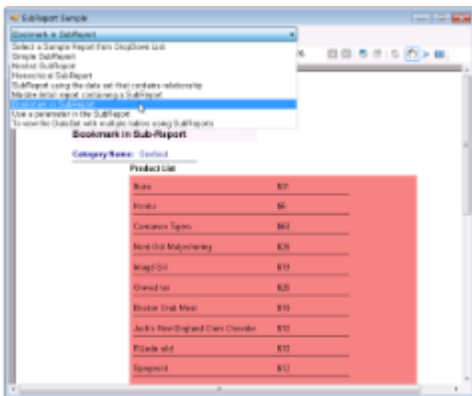 SubReport Sample
Bookmark in SubReport
Select a Sample Report from DropDown List
Simple SubReport
Nested SubReport
Hierarchical SubReport
SubReport using the data set that contains relationship
Master detail report containing a SubReport
Bookmark in SubReport
Use a parameter in the SubReport
To view the DataSet with multiple tables using SubReports
Bookmark in Sub-Report
Category Name: Seafood
Product List
Ikura
Konbu
Carnarvon Tigers
Nord-Ost Matjeshering
Inlagd Sill
Gravad lax
Boston Crab Meat
Jack's New England Clam Chowder
Spegesild